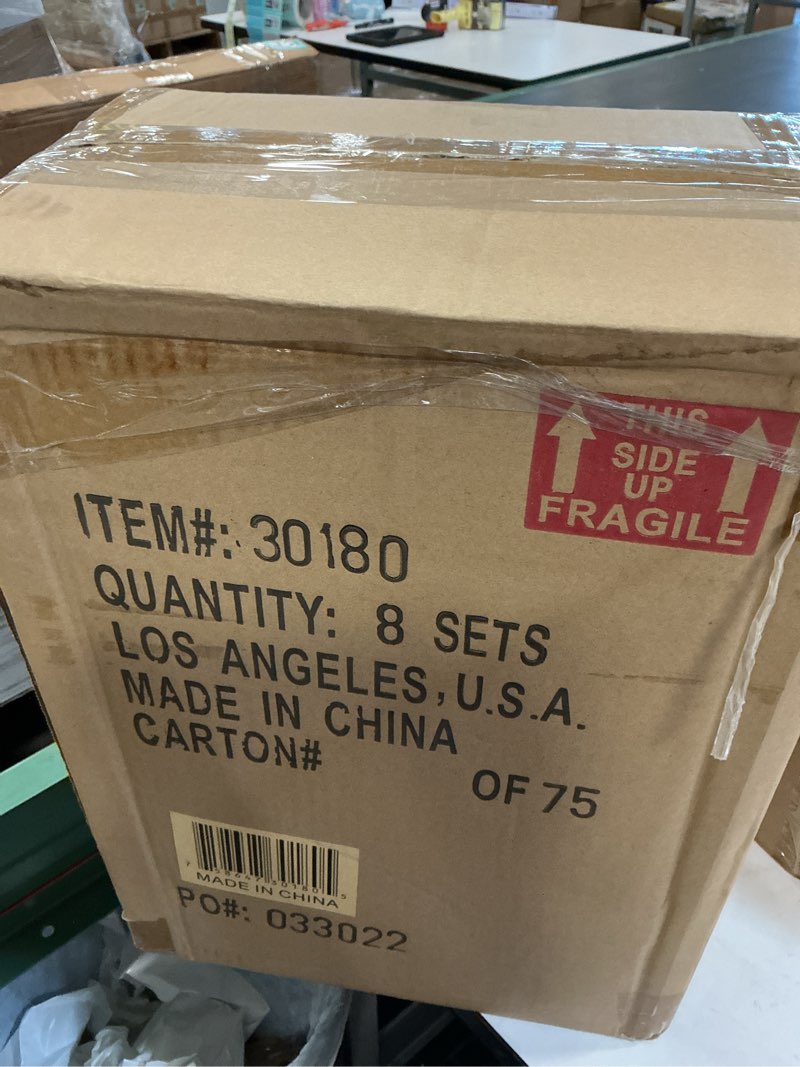 THIS
SIDE
UP
FRAGILE
ITEM#: 30180
QUANTITY: 8 SETS
LOS ANGELES, U.S.A.
MADE IN CHINA
CARTON#
OF 75
MADE IN CHINA
PO#: 033022